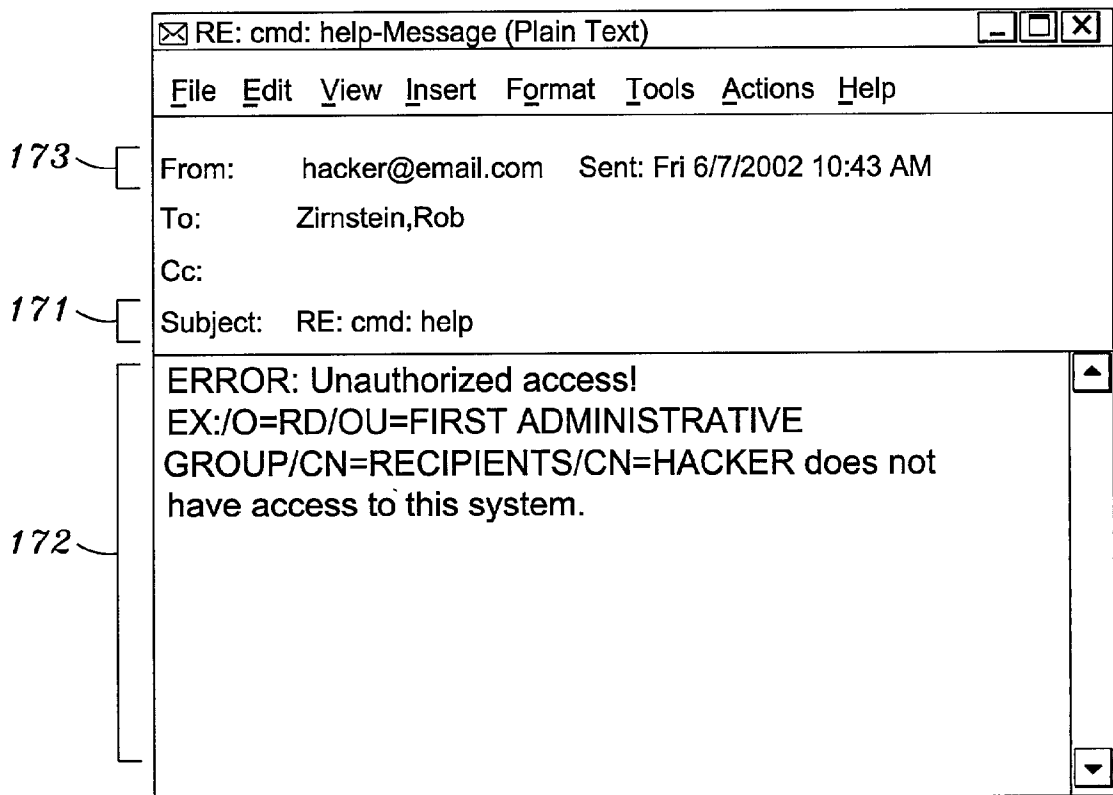 RE: cmd: help-Message (Plain Text)
File Edit View Insert Format Tools Actions Help
173
From: hacker@email.com Sent: Fri 6/7/2002 10:43 AM
To: Zirnstein,Rob
Cc:
171
Subject: RE: cmd: help
ERROR: Unauthorized access!
EX:/O=RD/OU=FIRST ADMINISTRATIVE
GROUP/CN=RECIPIENTS/CN=HACKER does not
have access to this system.
172